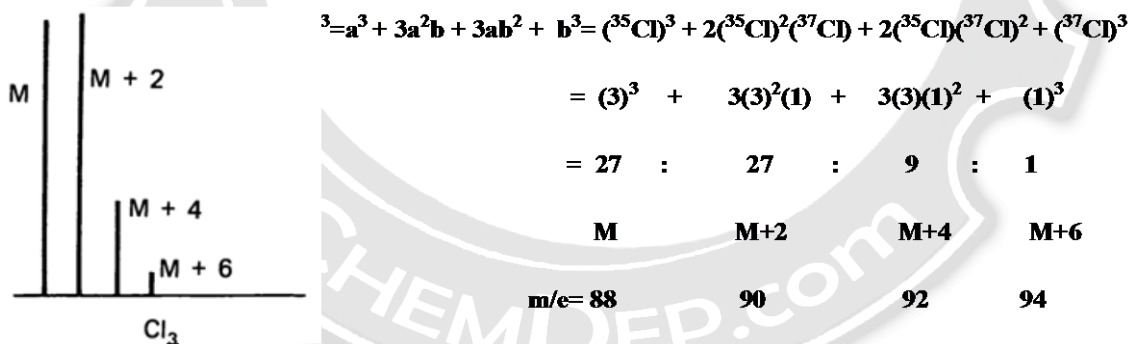 ³=a³ + 3a²b + 3ab² + b³= (³⁵Cl)³ + 2(³⁵Cl)²(³⁷Cl) + 2(³⁵Cl)(³⁷Cl)² + (³⁷Cl)³
= (3)³ + 3(3)²(1) + 3(3)(1)² + (1)³
= 27 : 27 : 9 : 1
M M+2 M+4 M+6
m/e= 88 90 92 94
M
M + 2
M + 4
M + 6
Cl₃
CHEMDEP.com